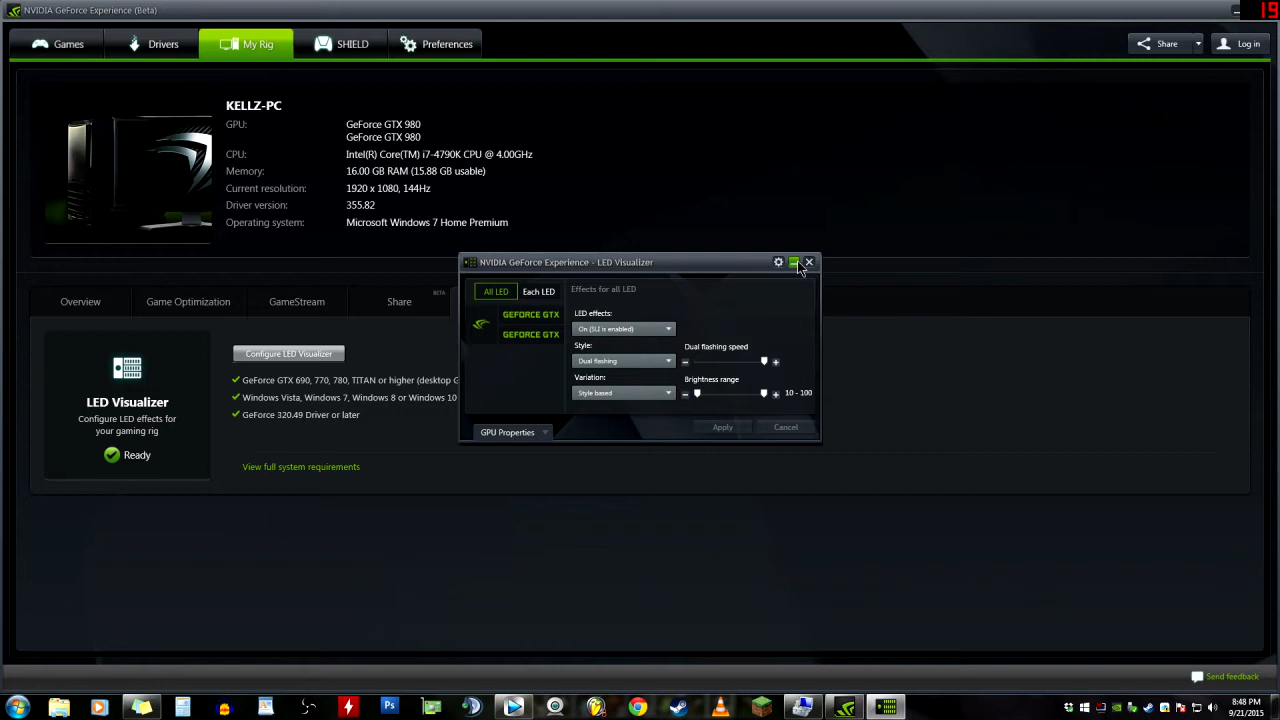 NVIDIA GeForce Experience (Beta)
19
Games
Drivers
My Rig
SHIELD
Preferences
Share
Log in
KELLZ-PC
GPU: GeForce GTX 980
GeForce GTX 980
CPU: Intel(R) Core(TM) i7-4790K CPU @ 4.00GHz
Memory: 16.00 GB RAM (15.88 GB usable)
Current resolution: 1920 x 1080, 144Hz
Driver version: 355.82
Operating system: Microsoft Windows 7 Home Premium
Overview
Game Optimization
GameStream
Share
BETA
LED Visualizer
Configure LED effects for
your gaming rig
Ready
Configure LED Visualizer
GeForce GTX 690, 770, 780, TITAN or higher (desktop G
Windows Vista, Windows 7, Windows 8 or Windows 10
GeForce 320.49 Driver or later
View full system requirements
NVIDIA GeForce Experience - LED Visualizer
All LED
Each LED
GEFORCE GTX
GEFORCE GTX
Effects for all LED
LED effects:
On (SLI is enabled)
Style:
Dual flashing
Variation:
Style based
Dual flashing speed
Brightness range
10 - 100
GPU Properties
Apply
Cancel
Send feedback
Ps
8:48 PM
9/21/2015